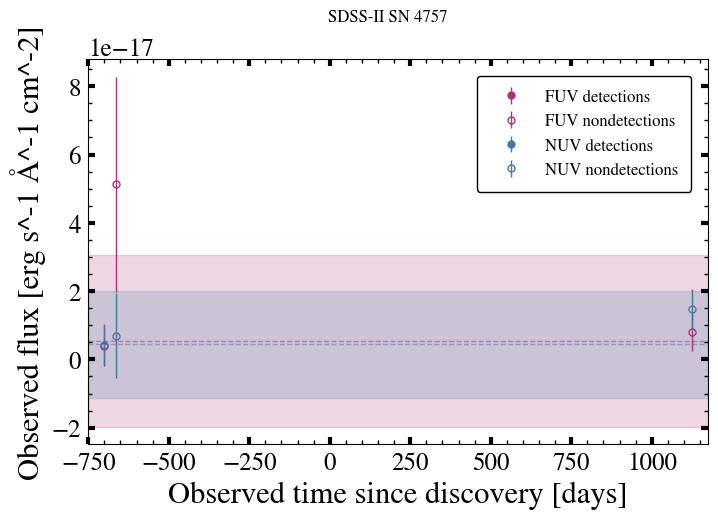 SDSS-II SN 4757
1e−17
8
6
4
2
0
−2
FUV detections
FUV nondetections
NUV detections
NUV nondetections
Observed flux [erg s^-1 Å^-1 cm^-2]
−750 −500 −250 0 250 500 750 1000
Observed time since discovery [days]